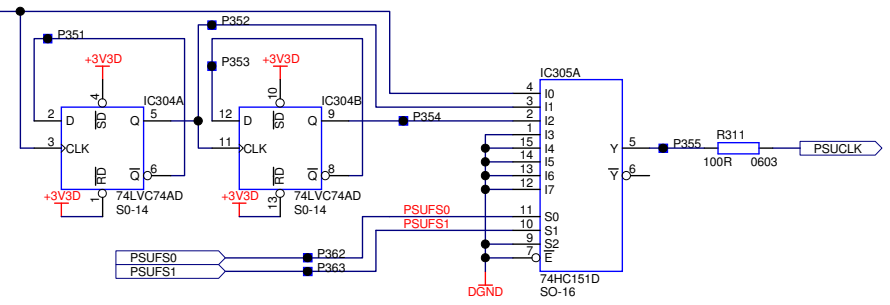 P351
P352
+3V3D
P353
+3V3D
IC305A
4
IC304A
10
IC304B
4 I0
3 I1
2 D
SD
Q 5
12 D
SD
Q 9
P354
2 I2
1 I3
3 CLK
11 CLK
15 I4
Y 5
P355
R311
PSUCLK
14 I5
100R 0603
RD
Q 6
RD
Q 8
13 I6
Y 6
12 I7
+3V3D
1
74LVC74AD
+3V3D
13
74LVC74AD
SO-14
SO-14
PSUFS0
11 S0
PSUFS1
10 S1
9 S2
PSUFS0
P362
7 E
PSUFS1
P363
74HC151D
DGND
SO-16